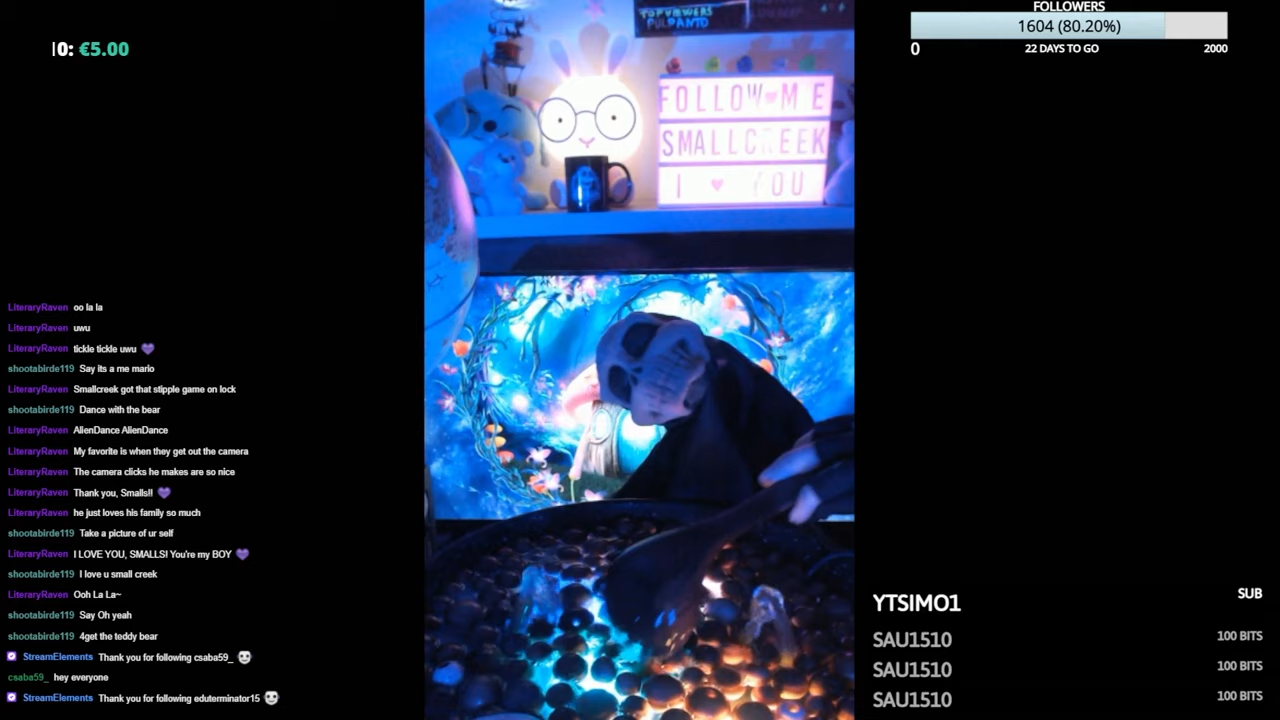 0: €5.00
FOLLOWERS
1604 (80.20%)
0 22 DAYS TO GO 2000
TOPVIEWERS
PULPANTO
FOLLOW ME
SMALLCREEK
I ♥ YOU
LiteraryRaven oo la la
LiteraryRaven uwu
LiteraryRaven tickle tickle uwu 💜
shootabirde119 Say its a me mario
LiteraryRaven Smallcreek got that stipple game on lock
shootabirde119 Dance with the bear
LiteraryRaven AlienDance AlienDance
LiteraryRaven My favorite is when they get out the camera
LiteraryRaven The camera clicks he makes are so nice
LiteraryRaven Thank you, Smalls!! 💜
LiteraryRaven he just loves his family so much
shootabirde119 Take a picture of ur self
LiteraryRaven I LOVE YOU, SMALLS! You're my BOY 💜
shootabirde119 I love u small creek
LiteraryRaven Ooh La La~
shootabirde119 Say Oh yeah
shootabirde119 4get the teddy bear
StreamElements Thank you for following csaba59_
csaba59_ hey everyone
StreamElements Thank you for following eduterminator15
YTSIMO1 SUB
SAU1510 100 BITS
SAU1510 100 BITS
SAU1510 100 BITS